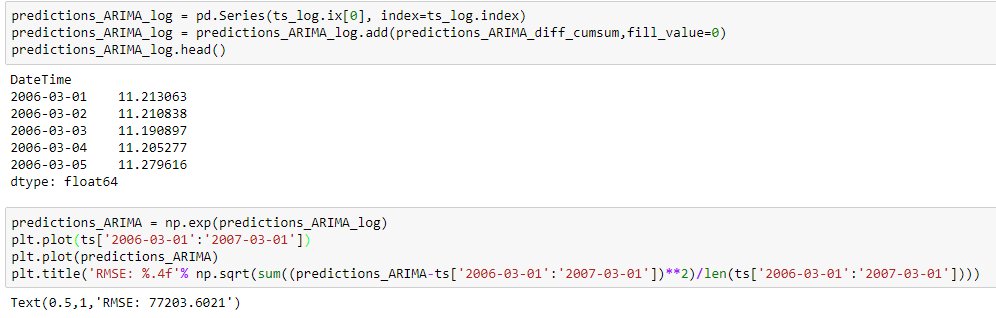 predictions_ARIMA_log = pd.Series(ts_log.ix[0], index=ts_log.index)
predictions_ARIMA_log = predictions_ARIMA_log.add(predictions_ARIMA_diff_cumsum,fill_value=0)
predictions_ARIMA_log.head()
DateTime
2006-03-01    11.213063
2006-03-02    11.210838
2006-03-03    11.190897
2006-03-04    11.205277
2006-03-05    11.279616
dtype: float64
predictions_ARIMA = np.exp(predictions_ARIMA_log)
plt.plot(ts['2006-03-01':'2007-03-01'])
plt.plot(predictions_ARIMA)
plt.title('RMSE: %.4f'% np.sqrt(sum((predictions_ARIMA-ts['2006-03-01':'2007-03-01'])**2)/len(ts['2006-03-01':'2007-03-01'])))
Text(0.5,1,'RMSE: 77203.6021')